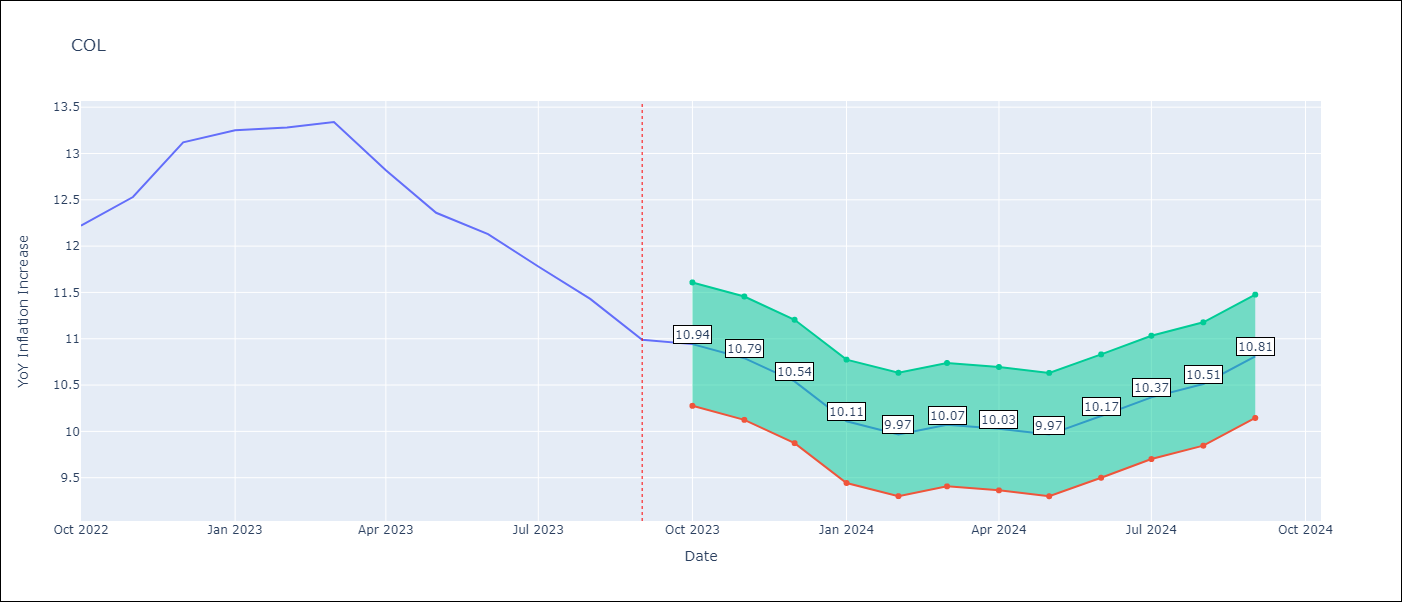 COL
YoY Inflation Increase
13.5
13
12.5
12
11.5
11
10.5
10
9.5
10.94
10.79
10.54
10.11
9.97
10.07
10.03
9.97
10.17
10.37
10.51
10.81
Oct 2022
Jan 2023
Apr 2023
Jul 2023
Oct 2023
Jan 2024
Apr 2024
Jul 2024
Oct 2024
Date